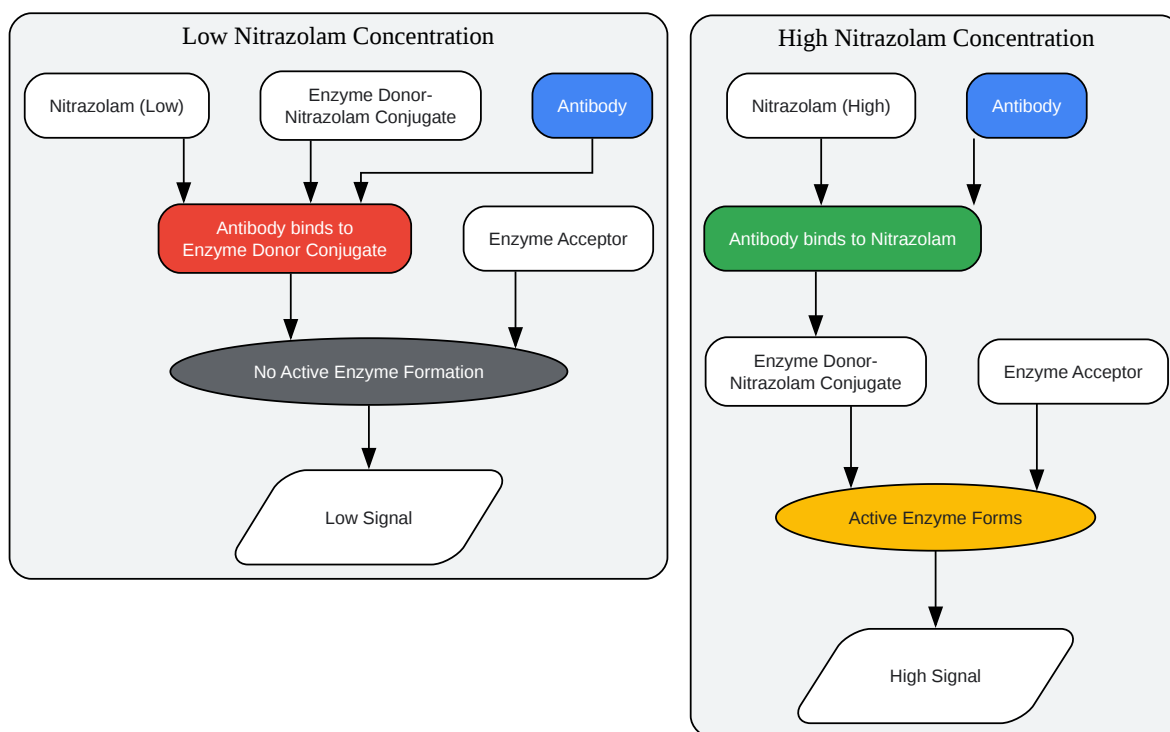 Low Nitrazolam Concentration
Nitrazolam (Low)
Enzyme Donor-
Nitrazolam Conjugate
Antibody
Antibody binds to
Enzyme Donor Conjugate
Enzyme Acceptor
No Active Enzyme Formation
Low Signal
High Nitrazolam Concentration
Nitrazolam (High)
Antibody
Antibody binds to Nitrazolam
Enzyme Donor-
Nitrazolam Conjugate
Enzyme Acceptor
Active Enzyme Forms
High Signal